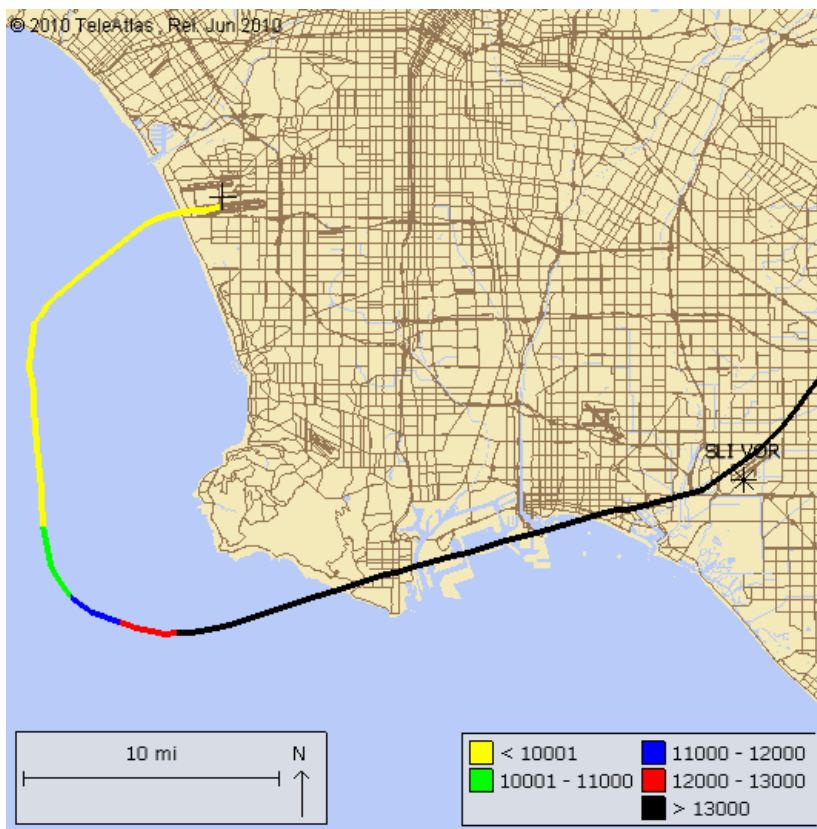 © 2010 TeleAtlas , Rel. Jun 2010
SLI VOR
10 mi
N
< 10001
10001 - 11000
11000 - 12000
12000 - 13000
> 13000